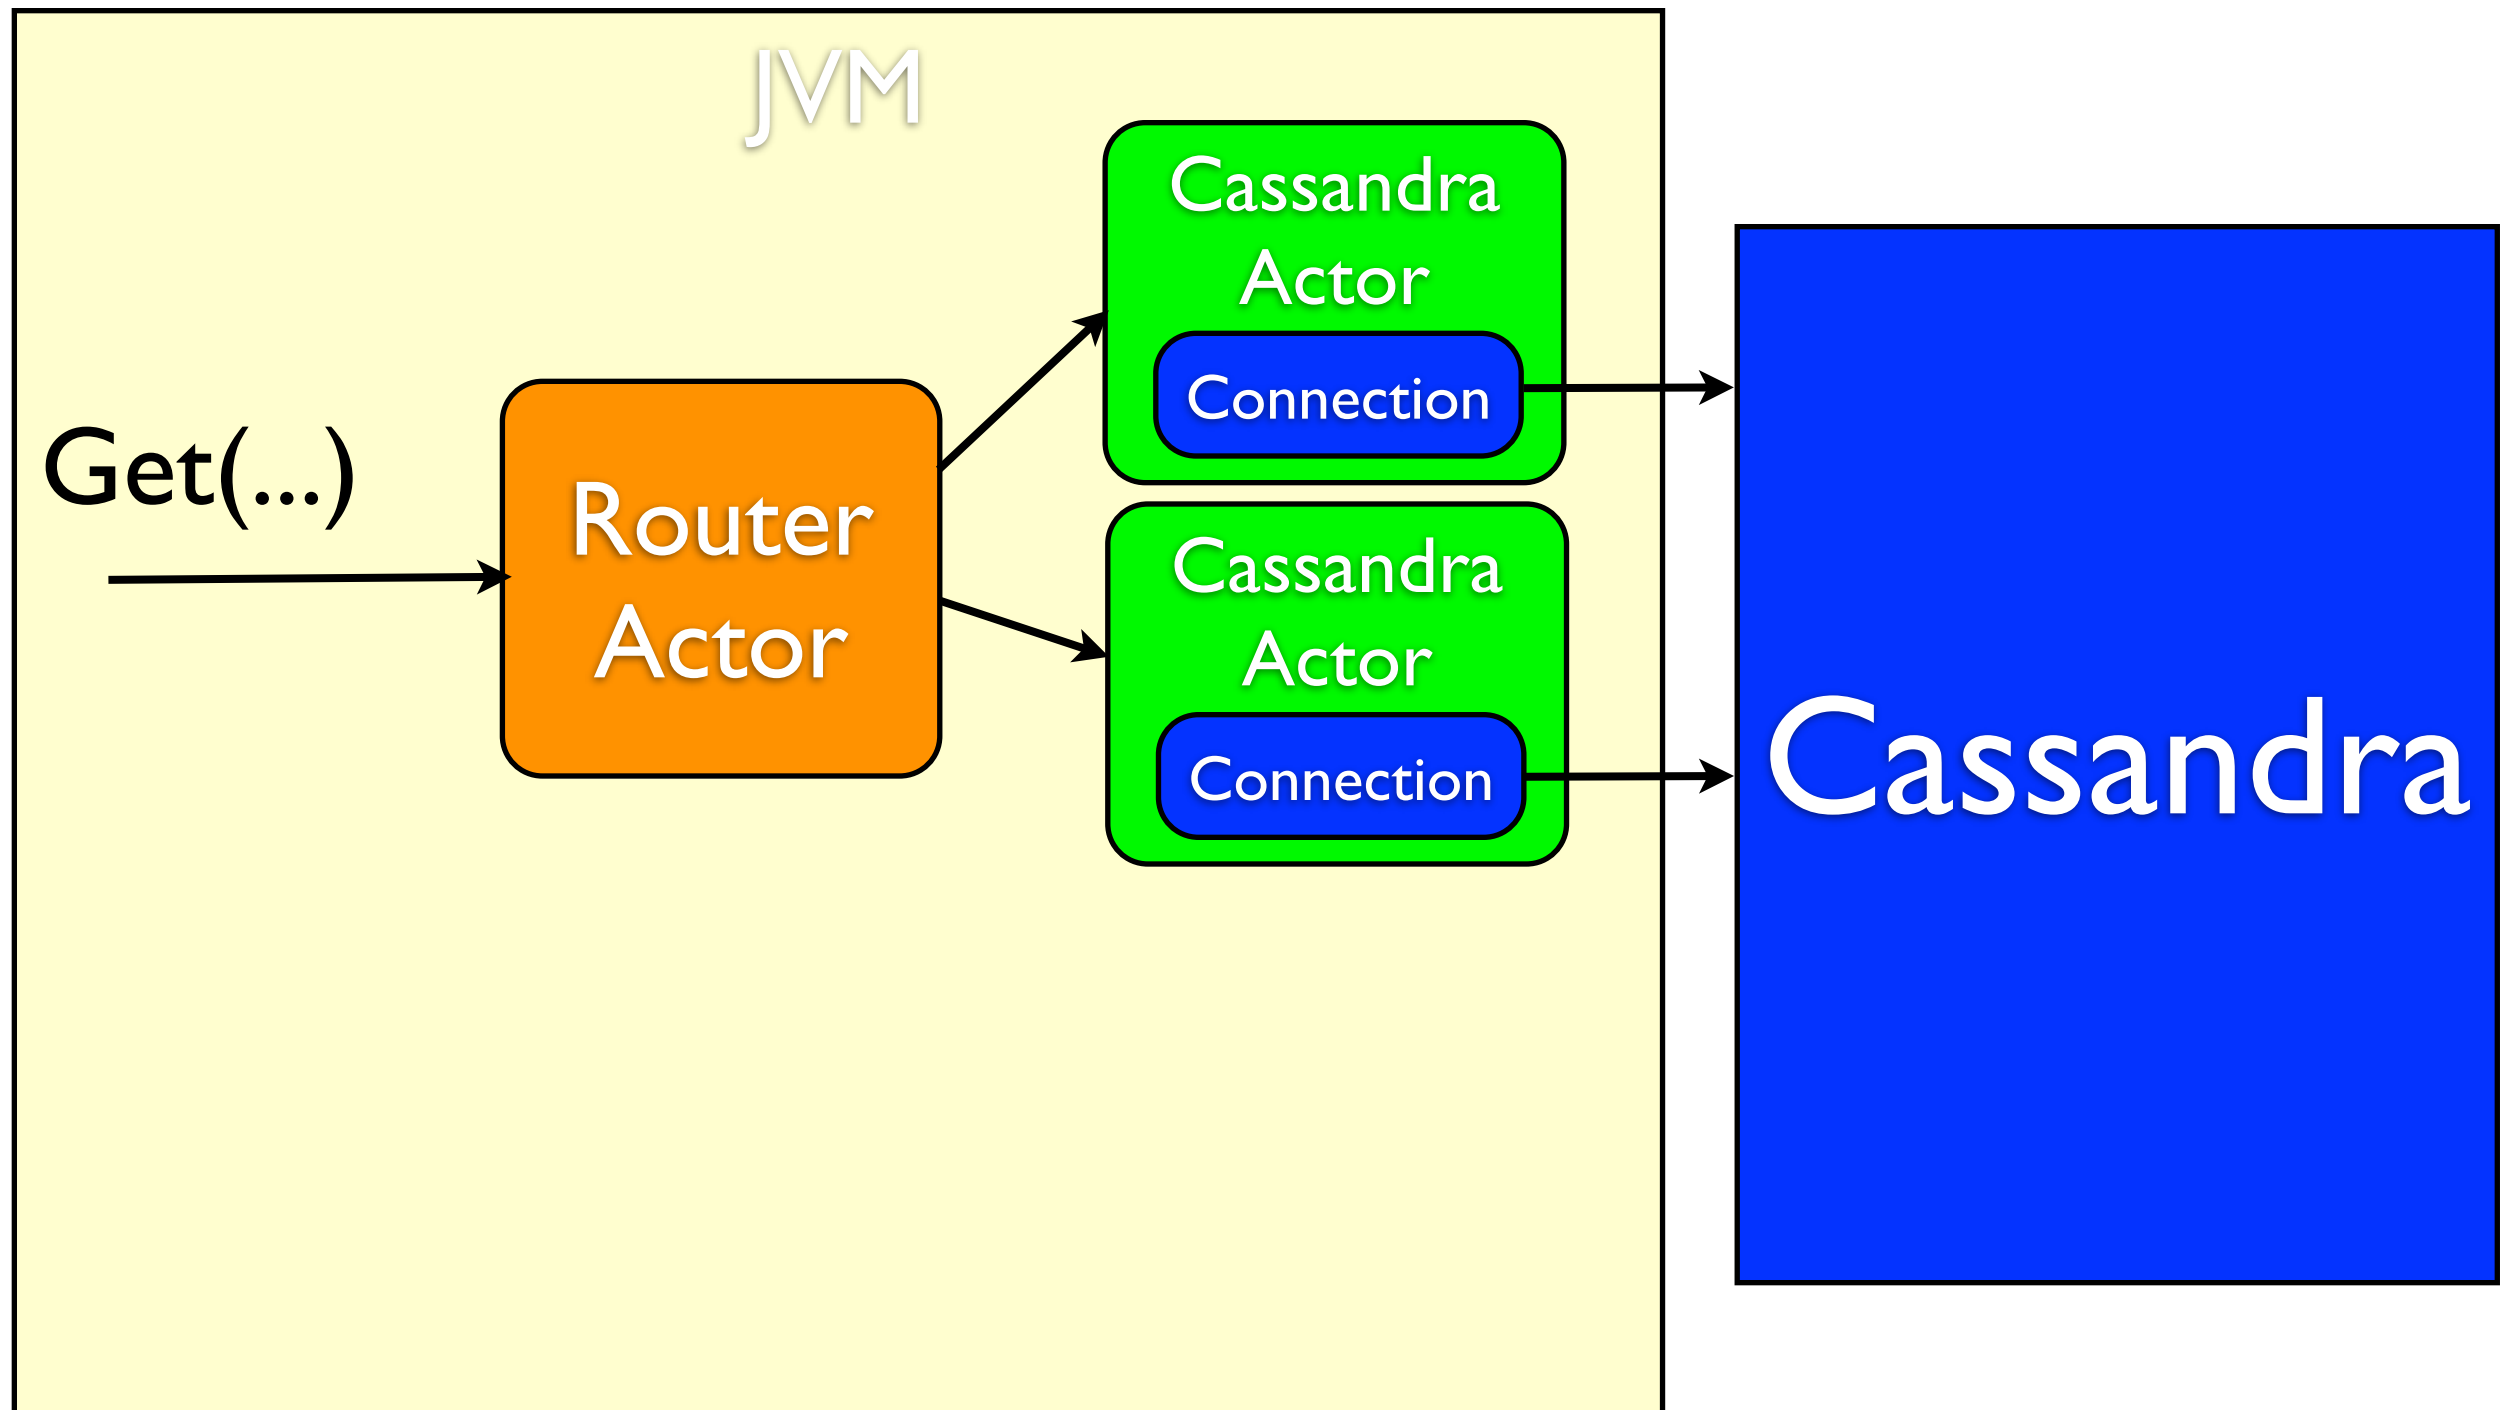 JVM
Get(...)
Router
Actor
Cassandra
Actor
Connection
Cassandra
Actor
Connection
Cassandra